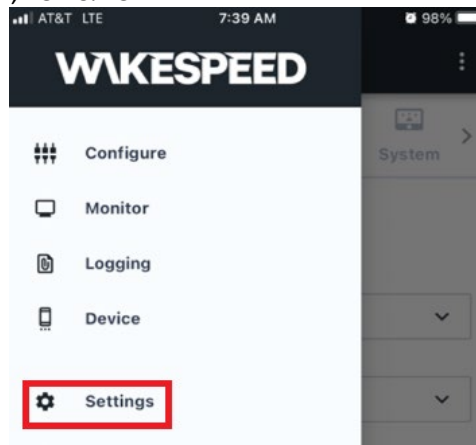 AT&T LTE 7:39 AM 98%
WAKESPEED
System
Configure
Monitor
Logging
Device
Settings